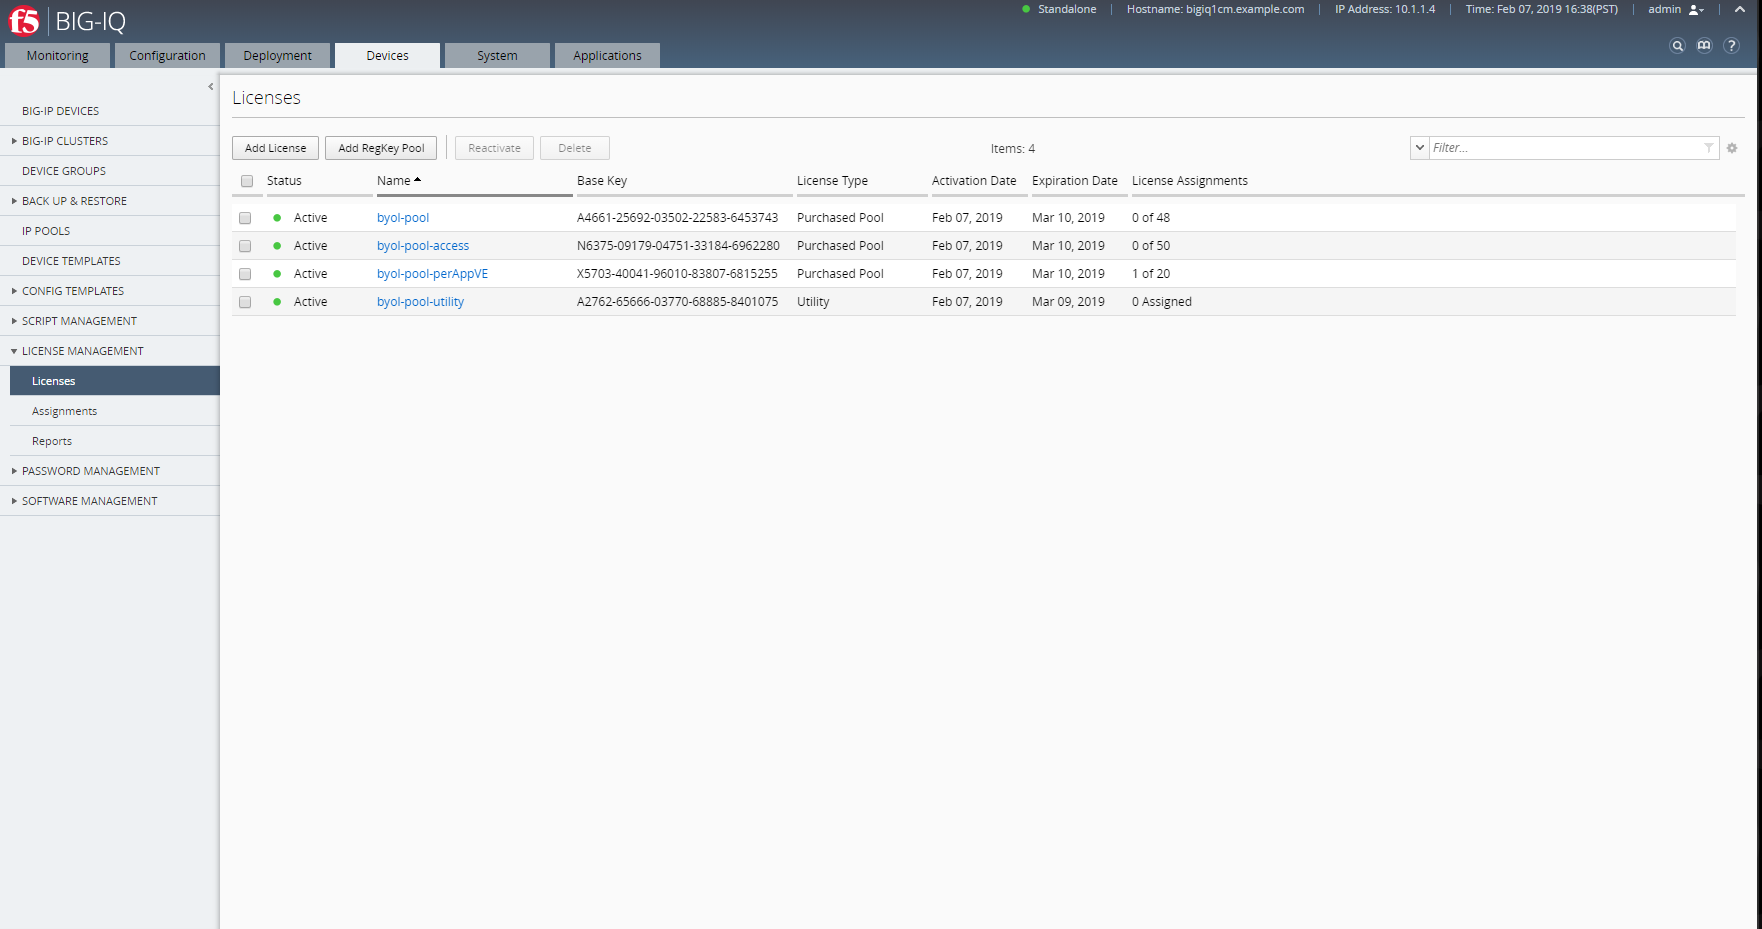 f5 BIG-IQ
Standalone Hostname: bigiq1cm.example.com IP Address: 10.1.1.4 Time: Feb 07, 2019 16:38(PST) admin
Monitoring Configuration Deployment Devices System Applications
BIG-IP DEVICES
BIG-IP CLUSTERS
DEVICE GROUPS
BACK UP & RESTORE
IP POOLS
DEVICE TEMPLATES
CONFIG TEMPLATES
SCRIPT MANAGEMENT
LICENSE MANAGEMENT
Licenses
Assignments
Reports
PASSWORD MANAGEMENT
SOFTWARE MANAGEMENT
Licenses
Add License Add RegKey Pool Reactivate Delete Items: 4 Filter...
Status Name Base Key License Type Activation Date Expiration Date License Assignments
Active byol-pool A4661-25692-03502-22583-6453743 Purchased Pool Feb 07, 2019 Mar 10, 2019 0 of 48
Active byol-pool-access N6375-09179-04751-33184-6962280 Purchased Pool Feb 07, 2019 Mar 10, 2019 0 of 50
Active byol-pool-perAppVE X5703-40041-96010-83807-6815255 Purchased Pool Feb 07, 2019 Mar 10, 2019 1 of 20
Active byol-pool-utility A2762-65666-03770-68885-8401075 Utility Feb 07, 2019 Mar 09, 2019 0 Assigned